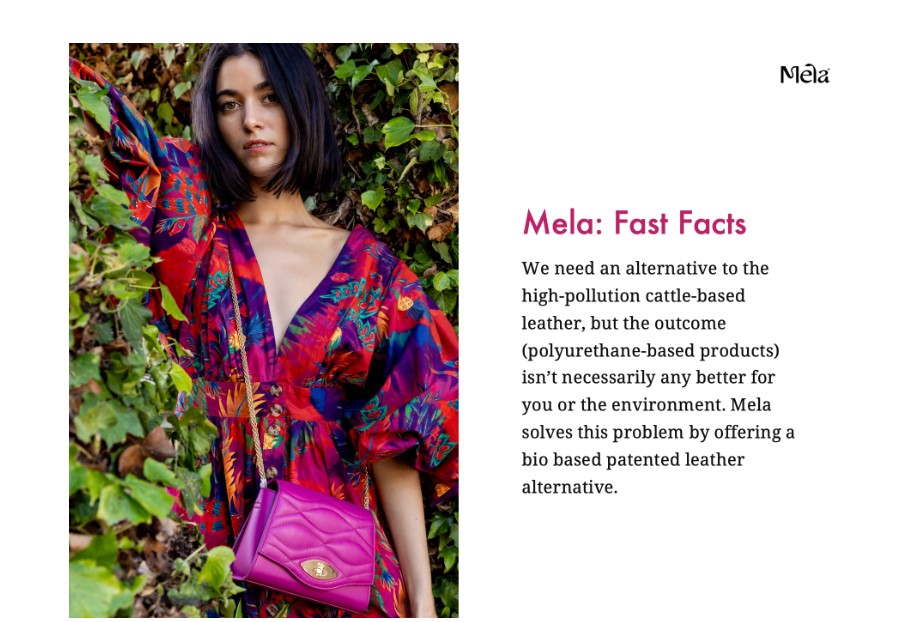 Mela
Mela: Fast Facts
We need an alternative to the
high-pollution cattle-based
leather, but the outcome
(polyurethane-based products)
isn’t necessarily any better for
you or the environment. Mela
solves this problem by offering a
bio based patented leather
alternative.